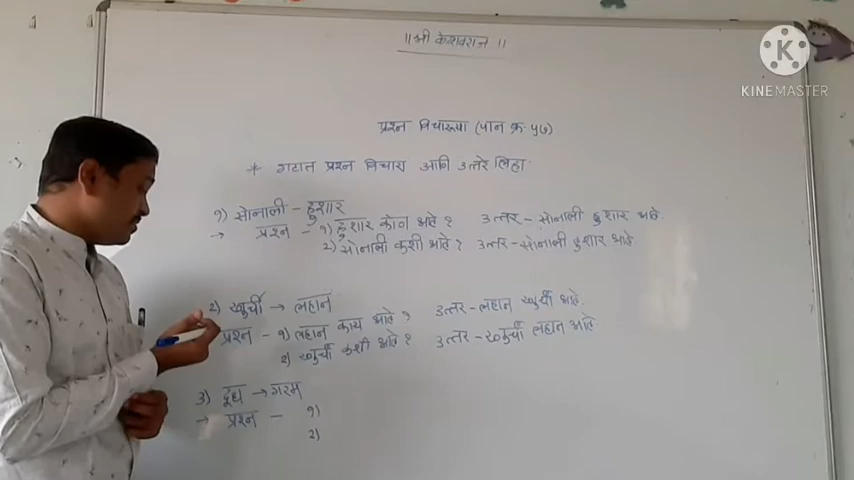 ॥ श्री केशवराज ॥
KINEMASTER
प्रश्न विचारूया (पान क्र. ५७)
* गटात प्रश्न विचारा आणि उत्तरे लिहा.
१) सोनाली - हुशार
→ प्रश्न - १) हुशार कोण आहे ? उत्तर - सोनाली हुशार आहे.
२) सोनाली कशी आहे ? उत्तर - सोनाली हुशार आहे
२) खुर्ची → लहान
प्रश्न - १) लहान काय आहे ? उत्तर - लहान खुर्ची आहे.
२) खुर्ची कशी आहे ? उत्तर - खुर्ची लहान आहे
३) दूध → गरम
→ प्रश्न - १)
२)